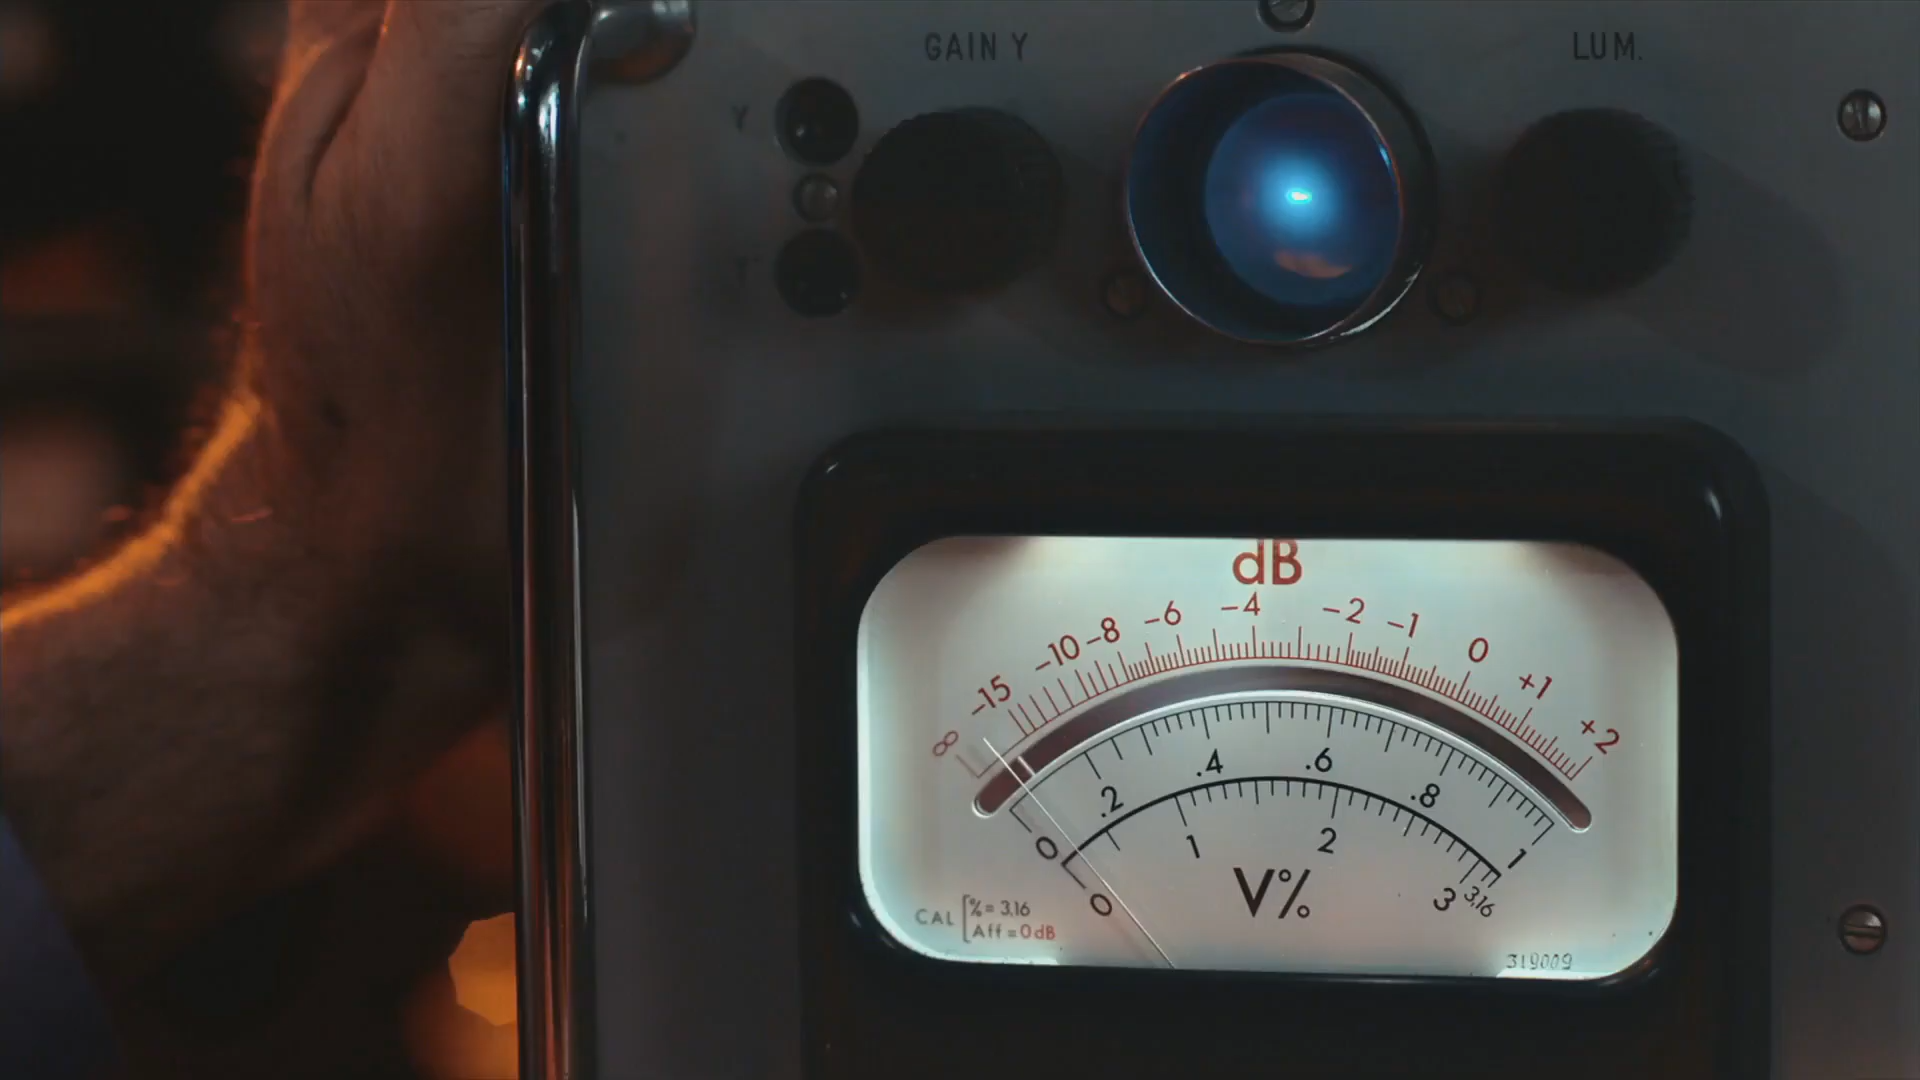 GAIN Y
LUM.
Y
T
dB
∞ -15 -10 -8 -6 -4 -2 -1 0 +1 +2
0 .2 .4 .6 .8 1
0 1 2 3 3,16
V%
CAL [% = 3,16
Aff = 0 dB
319009